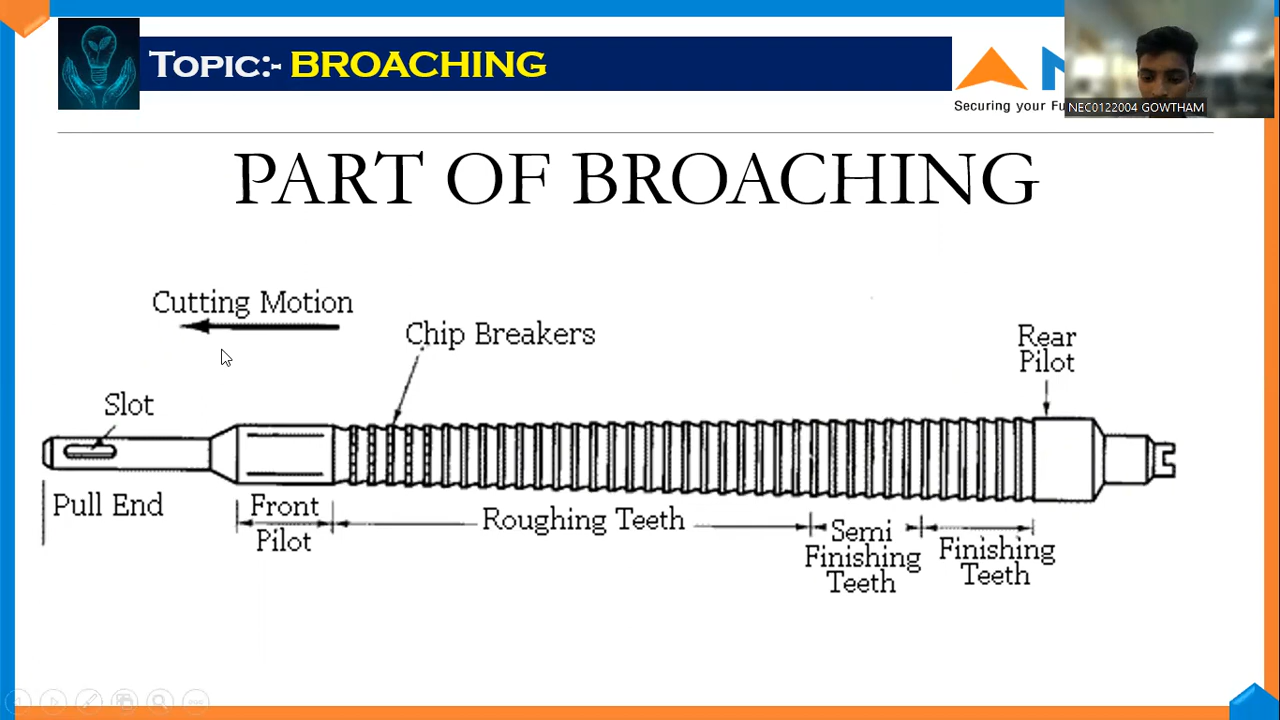 Topic:- BROACHING
Securing your Fu
NEC0122004 GOWTHAM
PART OF BROACHING
Cutting Motion
Chip Breakers
Rear
Pilot
Slot
Pull End
Front
Pilot
Roughing Teeth
Semi
Finishing
Teeth
Finishing
Teeth